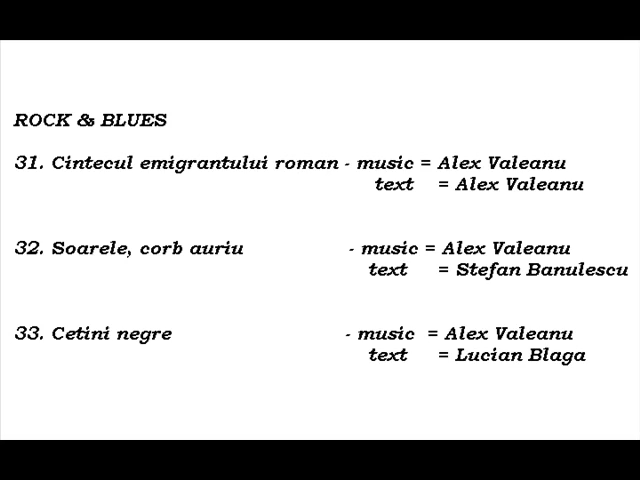 ROCK & BLUES
31. Cintecul emigrantului roman - music = Alex Valeanu
text = Alex Valeanu
32. Soarele, corb auriu - music = Alex Valeanu
text = Stefan Banulescu
33. Cetini negre - music = Alex Valeanu
text = Lucian Blaga